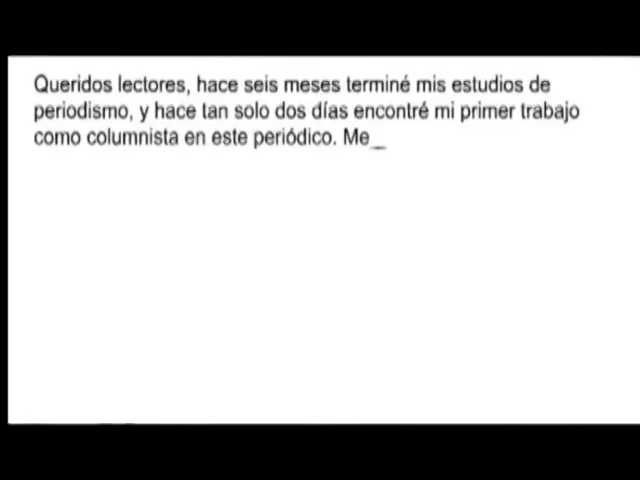 Queridos lectores, hace seis meses terminé mis estudios de
periodismo, y hace tan solo dos días encontré mi primer trabajo
como columnista en este periódico. Me_